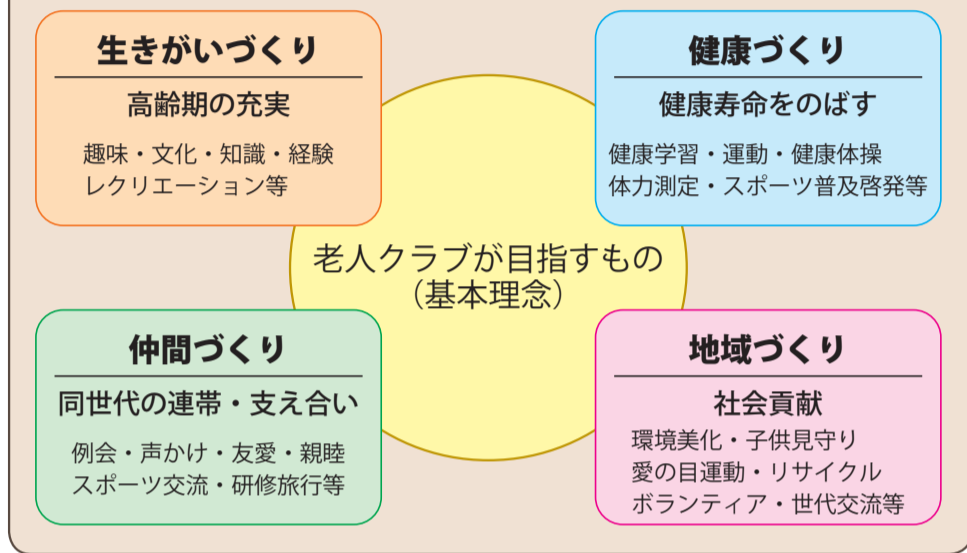 生きがいづくり
高齢期の充実
趣味・文化・知識・経験
レクリエーション等
健康づくり
健康寿命をのばす
健康学習・運動・健康体操
体力測定・スポーツ普及啓発等
老人クラブが目指すもの
（基本理念）
仲間づくり
同世代の連帯・支え合い
例会・声かけ・友愛・親睦
スポーツ交流・研修旅行等
地域づくり
社会貢献
環境美化・子供見守り
愛の目運動・リサイクル
ボランティア・世代交流等